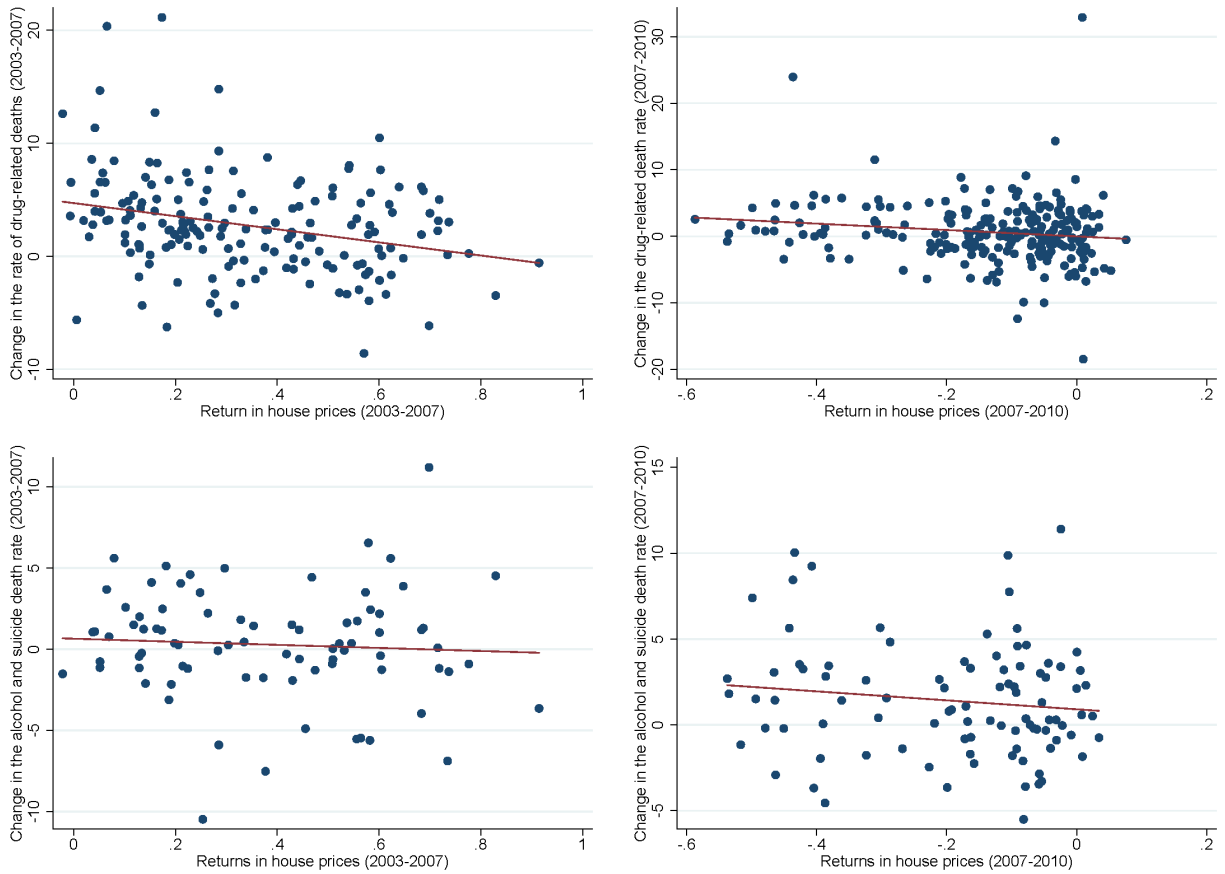 Change in the rate of drug-related deaths (2003-2007)
20
10
0
-10
0 .2 .4 .6 .8 1
Return in house prices (2003-2007)
Change in the drug-related death rate (2007-2010)
30
20
10
0
-10
-20
-.6 -.4 -.2 0 .2
Return in house prices (2007-2010)
Change in the alcohol and suicide death rate (2003-2007)
10
5
0
-5
-10
0 .2 .4 .6 .8 1
Returns in house prices (2003-2007)
Change in the alcohol and suicide death rate (2007-2010)
15
10
5
0
-5
-.6 -.4 -.2 0 .2
Returns in house prices (2007-2010)